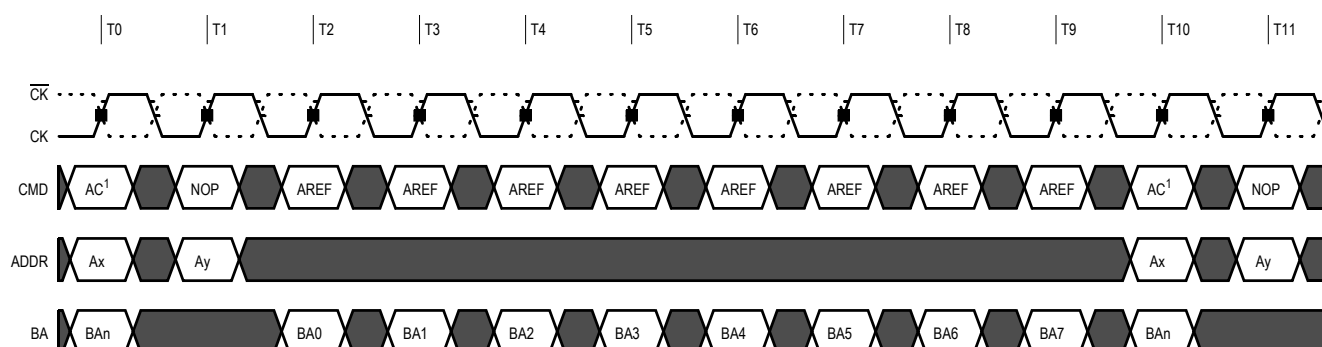 T0 T1 T2 T3 T4 T5 T6 T7 T8 T9 T10 T11
CK
CK
CMD AC1 NOP AREF AREF AREF AREF AREF AREF AREF AREF AC1 NOP
ADDR Ax Ay Ax Ay
BA BAn BA0 BA1 BA2 BA3 BA4 BA5 BA6 BA7 BAn